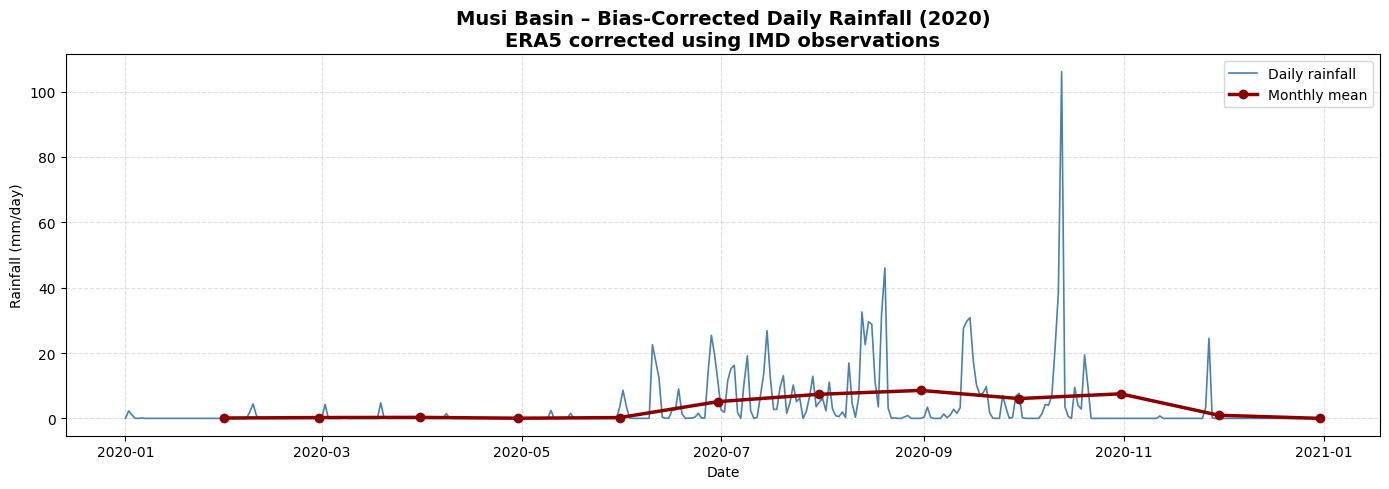 Musi Basin – Bias-Corrected Daily Rainfall (2020)
ERA5 corrected using IMD observations
Daily rainfall
Monthly mean
Rainfall (mm/day)
100
80
60
40
20
0
2020-01 2020-03 2020-05 2020-07 2020-09 2020-11 2021-01
Date